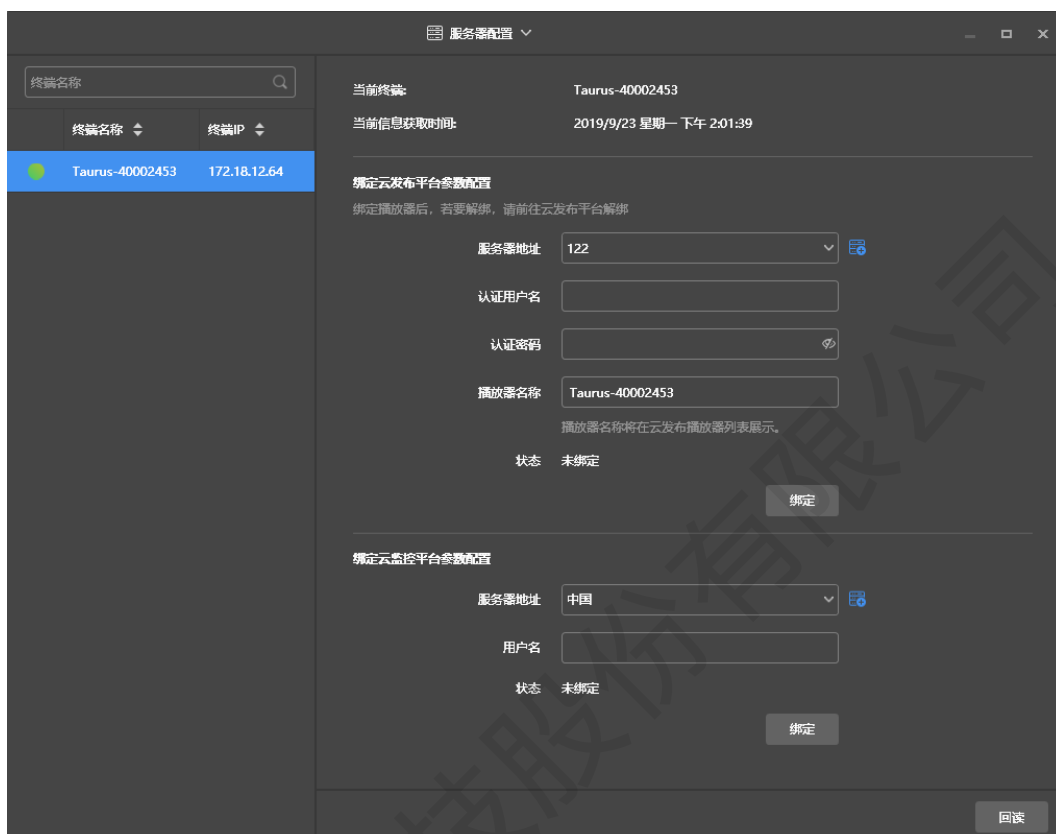 服务器配置
终端名称
终端名称 终端IP
Taurus-40002453 172.18.12.64
当前终端: Taurus-40002453
当前信息获取时间: 2019/9/23 星期一 下午 2:01:39
绑定云发布平台参数配置
绑定播放器后，若要解绑，请前往云发布平台解绑
服务器地址 122
认证用户名
认证密码
播放器名称 Taurus-40002453
播放器名称将在云发布播放器列表展示。
状态 未绑定
绑定
绑定云监控平台参数配置
服务器地址 中国
用户名
状态 未绑定
绑定
回读
技股份有限公司